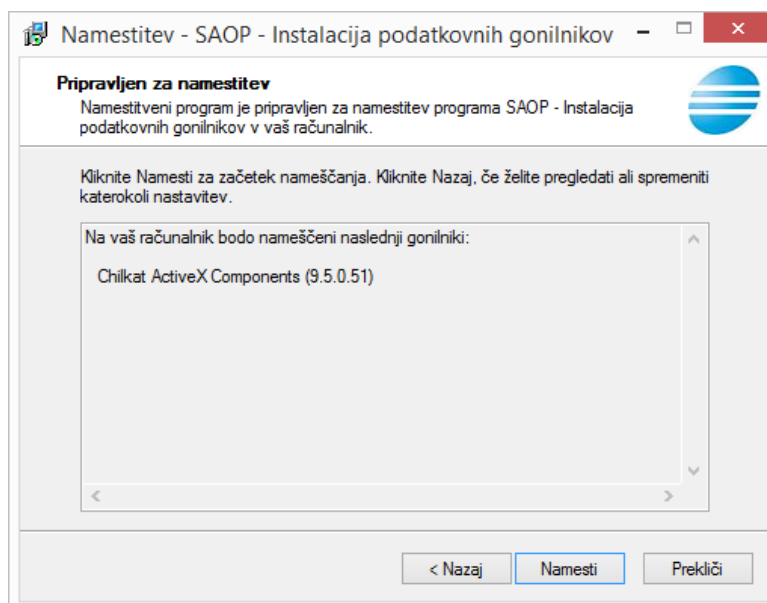 Namestitev - SAOP - Instalacija podatkovnih gonilnikov
Pripravljen za namestitev
Namestitveni program je pripravljen za namestitev programa SAOP - Instalacija
podatkovnih gonilnikov v vaš računalnik.
Kliknite Namesti za začetek nameščanja. Kliknite Nazaj, če želite pregledati ali spremeniti
katerokoli nastavitev.
Na vaš računalnik bodo nameščeni naslednji gonilniki:
Chilkat ActiveX Components (9.5.0.51)
< Nazaj
Namesti
Prekliči